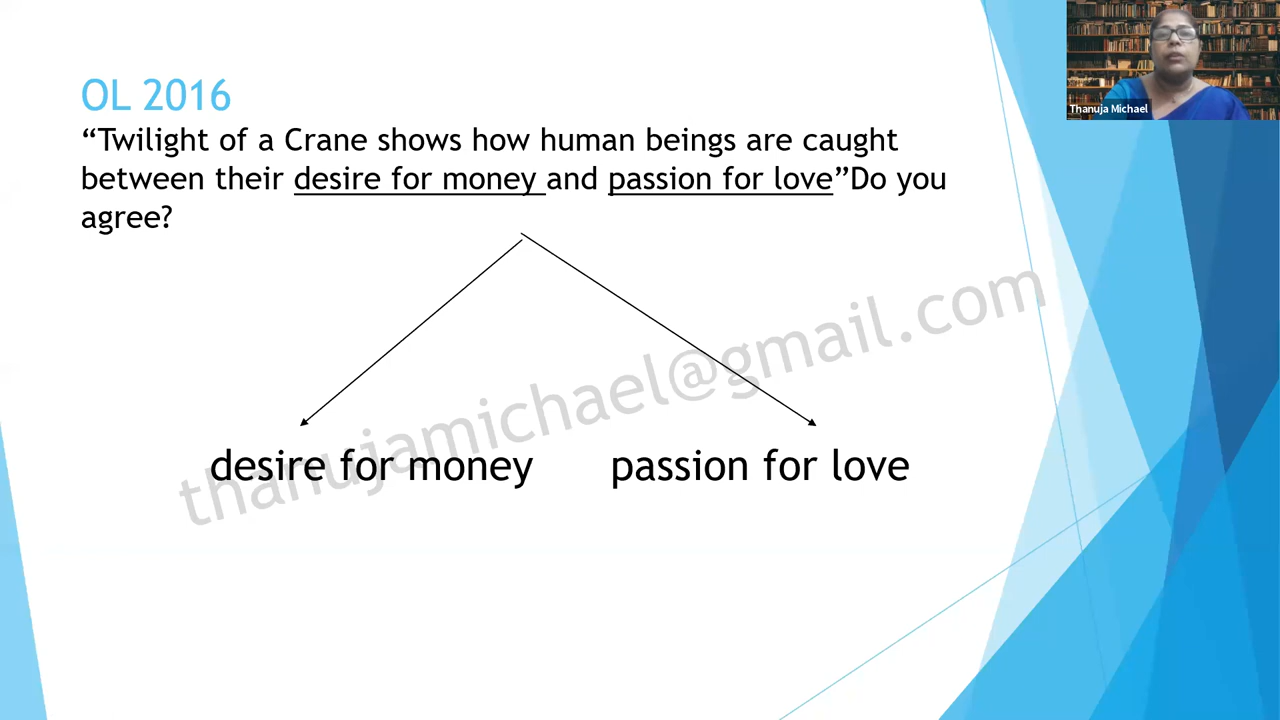 OL 2016
“Twilight of a Crane shows how human beings are caught
between their desire for money and passion for love”Do you
agree?
desire for money
passion for love
thanujamichael@gmail.com
Thanuja Michael